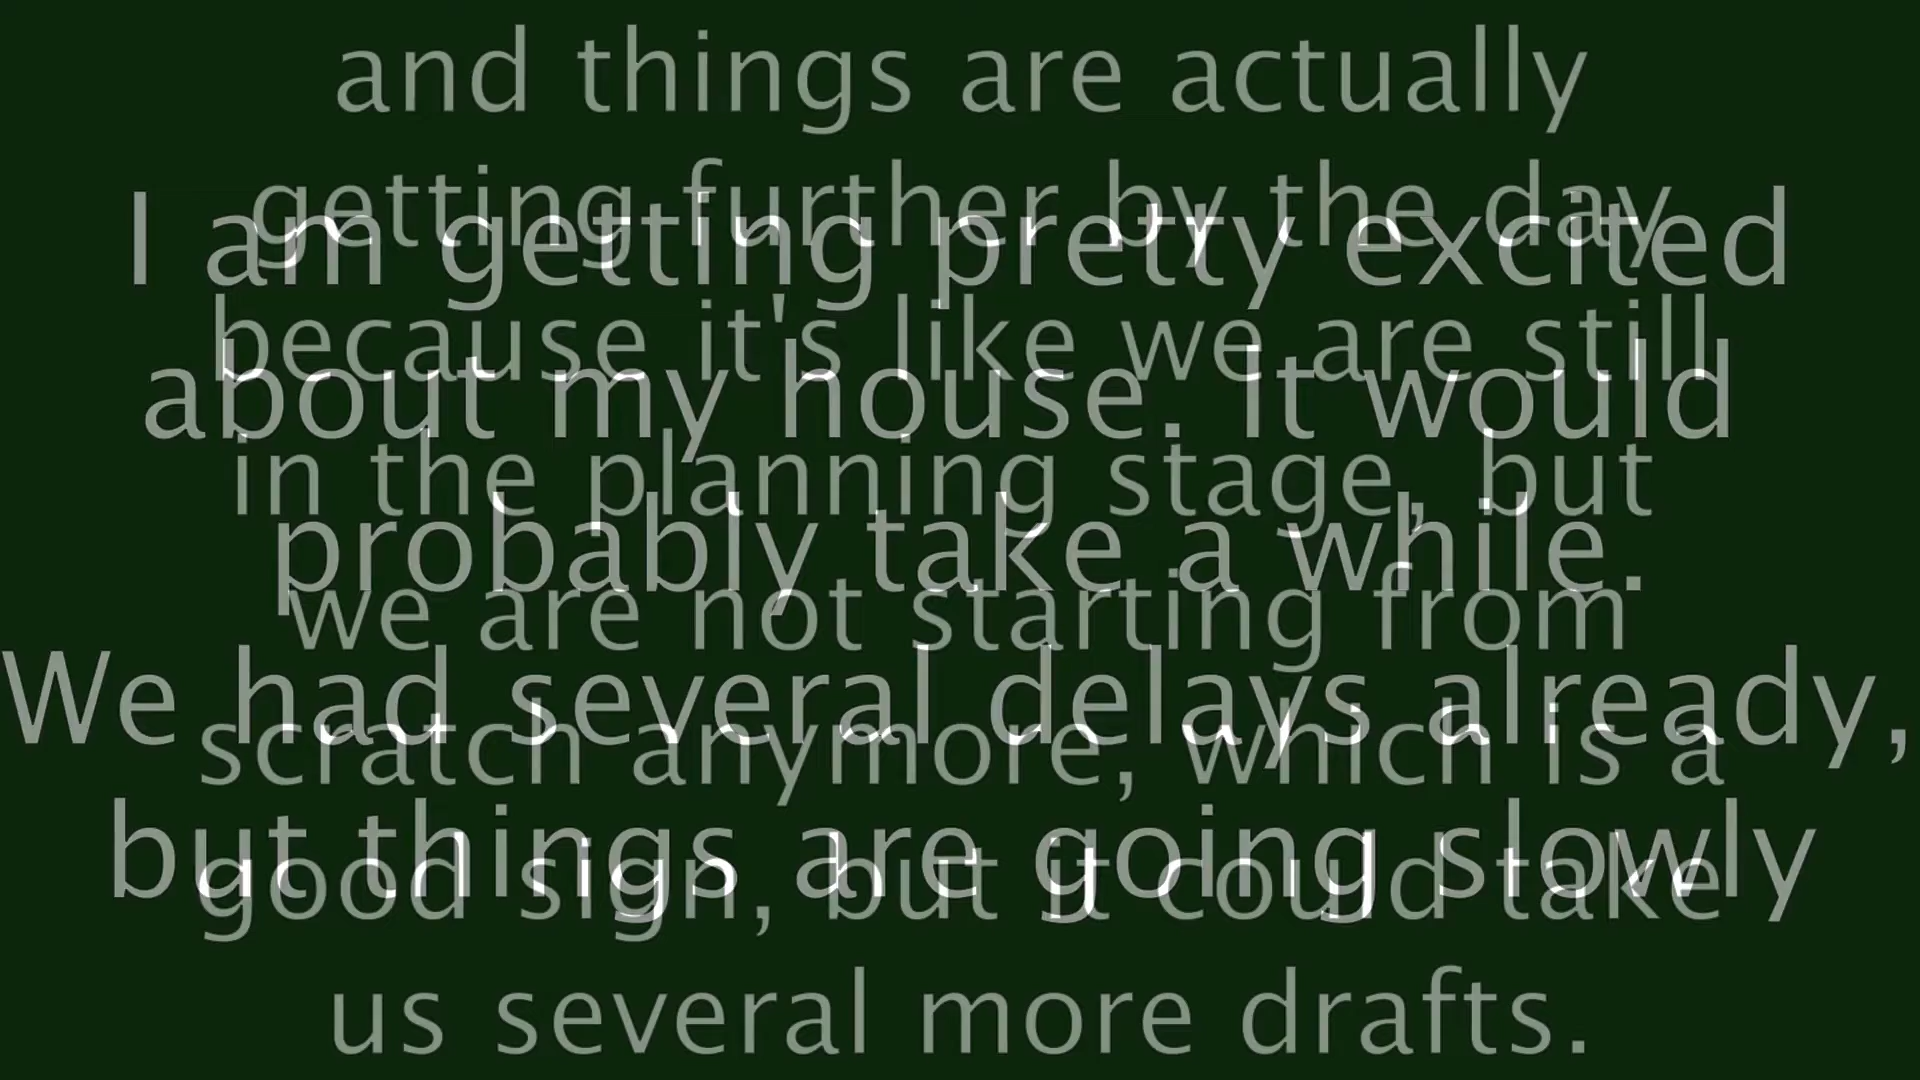 I am getting pretty excited
about my house. it would
probably take a while.
We had several delays already,
but things are going slowly
and things are actually
getting further by the day
because it's like we are still
in the planning stage, but
we are not starting from
scratch anymore, which is a
good sign, but it could take
us several more drafts.